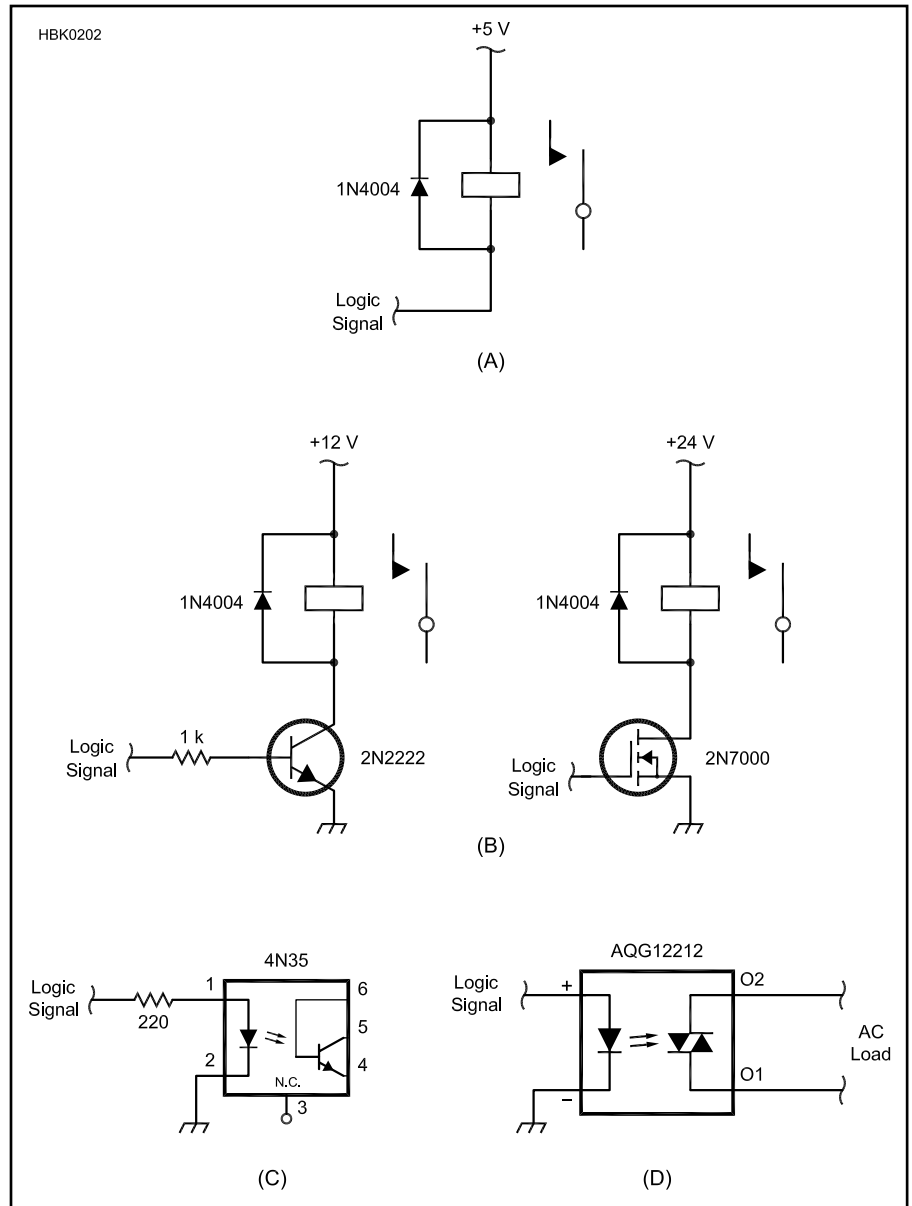 HBK0202
+5 V
1N4004
Logic
Signal
(A)
+12 V
1N4004
1 k
Logic
Signal
2N2222
+24 V
1N4004
Logic
Signal
2N7000
(B)
4N35
Logic
Signal
220
1
2
6
5
4
N.C.
3
(C)
AQG12212
Logic
Signal
+
–
O2
O1
AC
Load
(D)